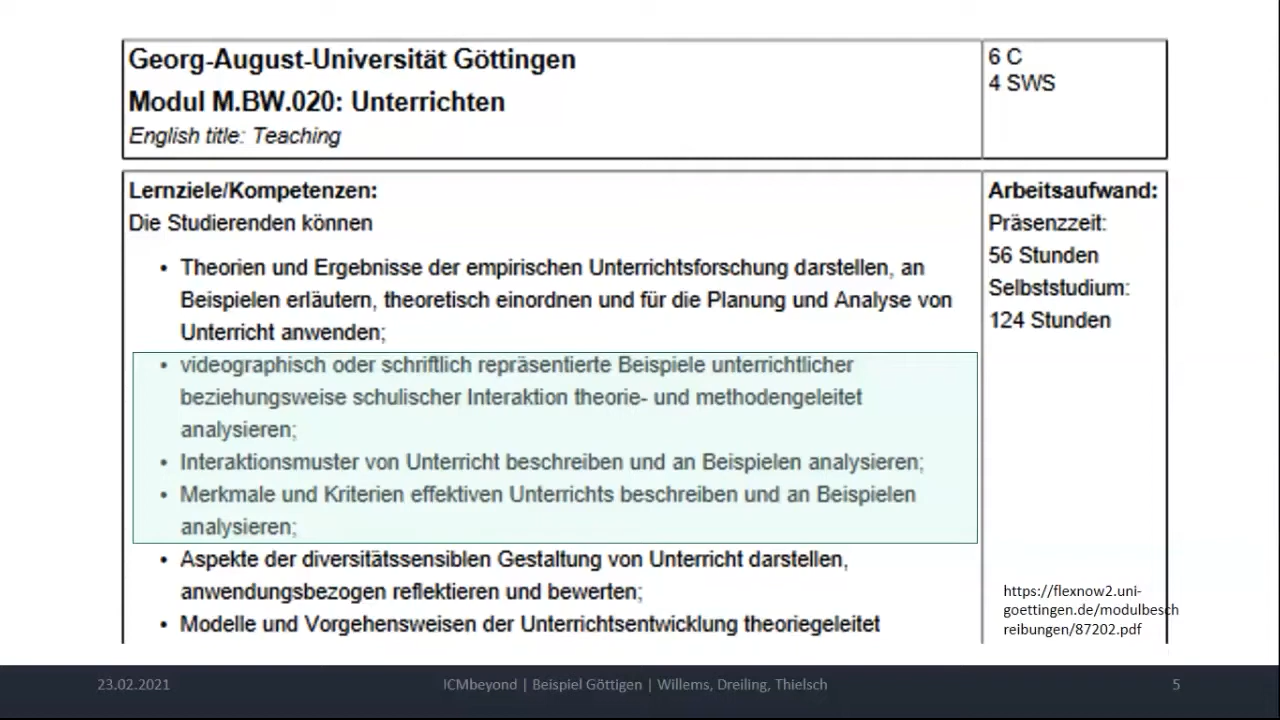 Georg-August-Universität Göttingen
Modul M.BW.020: Unterrichten
English title: Teaching
6 C
4 SWS
Lernziele/Kompetenzen:
Die Studierenden können
• Theorien und Ergebnisse der empirischen Unterrichtsforschung darstellen, an
Beispielen erläutern, theoretisch einordnen und für die Planung und Analyse von
Unterricht anwenden;
• videographisch oder schriftlich repräsentierte Beispiele unterrichtlicher
beziehungsweise schulischer Interaktion theorie- und methodengeleitet
analysieren;
• Interaktionsmuster von Unterricht beschreiben und an Beispielen analysieren;
• Merkmale und Kriterien effektiven Unterrichts beschreiben und an Beispielen
analysieren;
• Aspekte der diversitätssensiblen Gestaltung von Unterricht darstellen,
anwendungsbezogen reflektieren und bewerten;
• Modelle und Vorgehensweisen der Unterrichtsentwicklung theoriegeleitet
Arbeitsaufwand:
Präsenzzeit:
56 Stunden
Selbststudium:
124 Stunden
https://flexnow2.uni-
goettingen.de/modulbesch
reibungen/87202.pdf
23.02.2021
ICMbeyond | Beispiel Göttigen | Willems, Dreiling, Thielsch
5